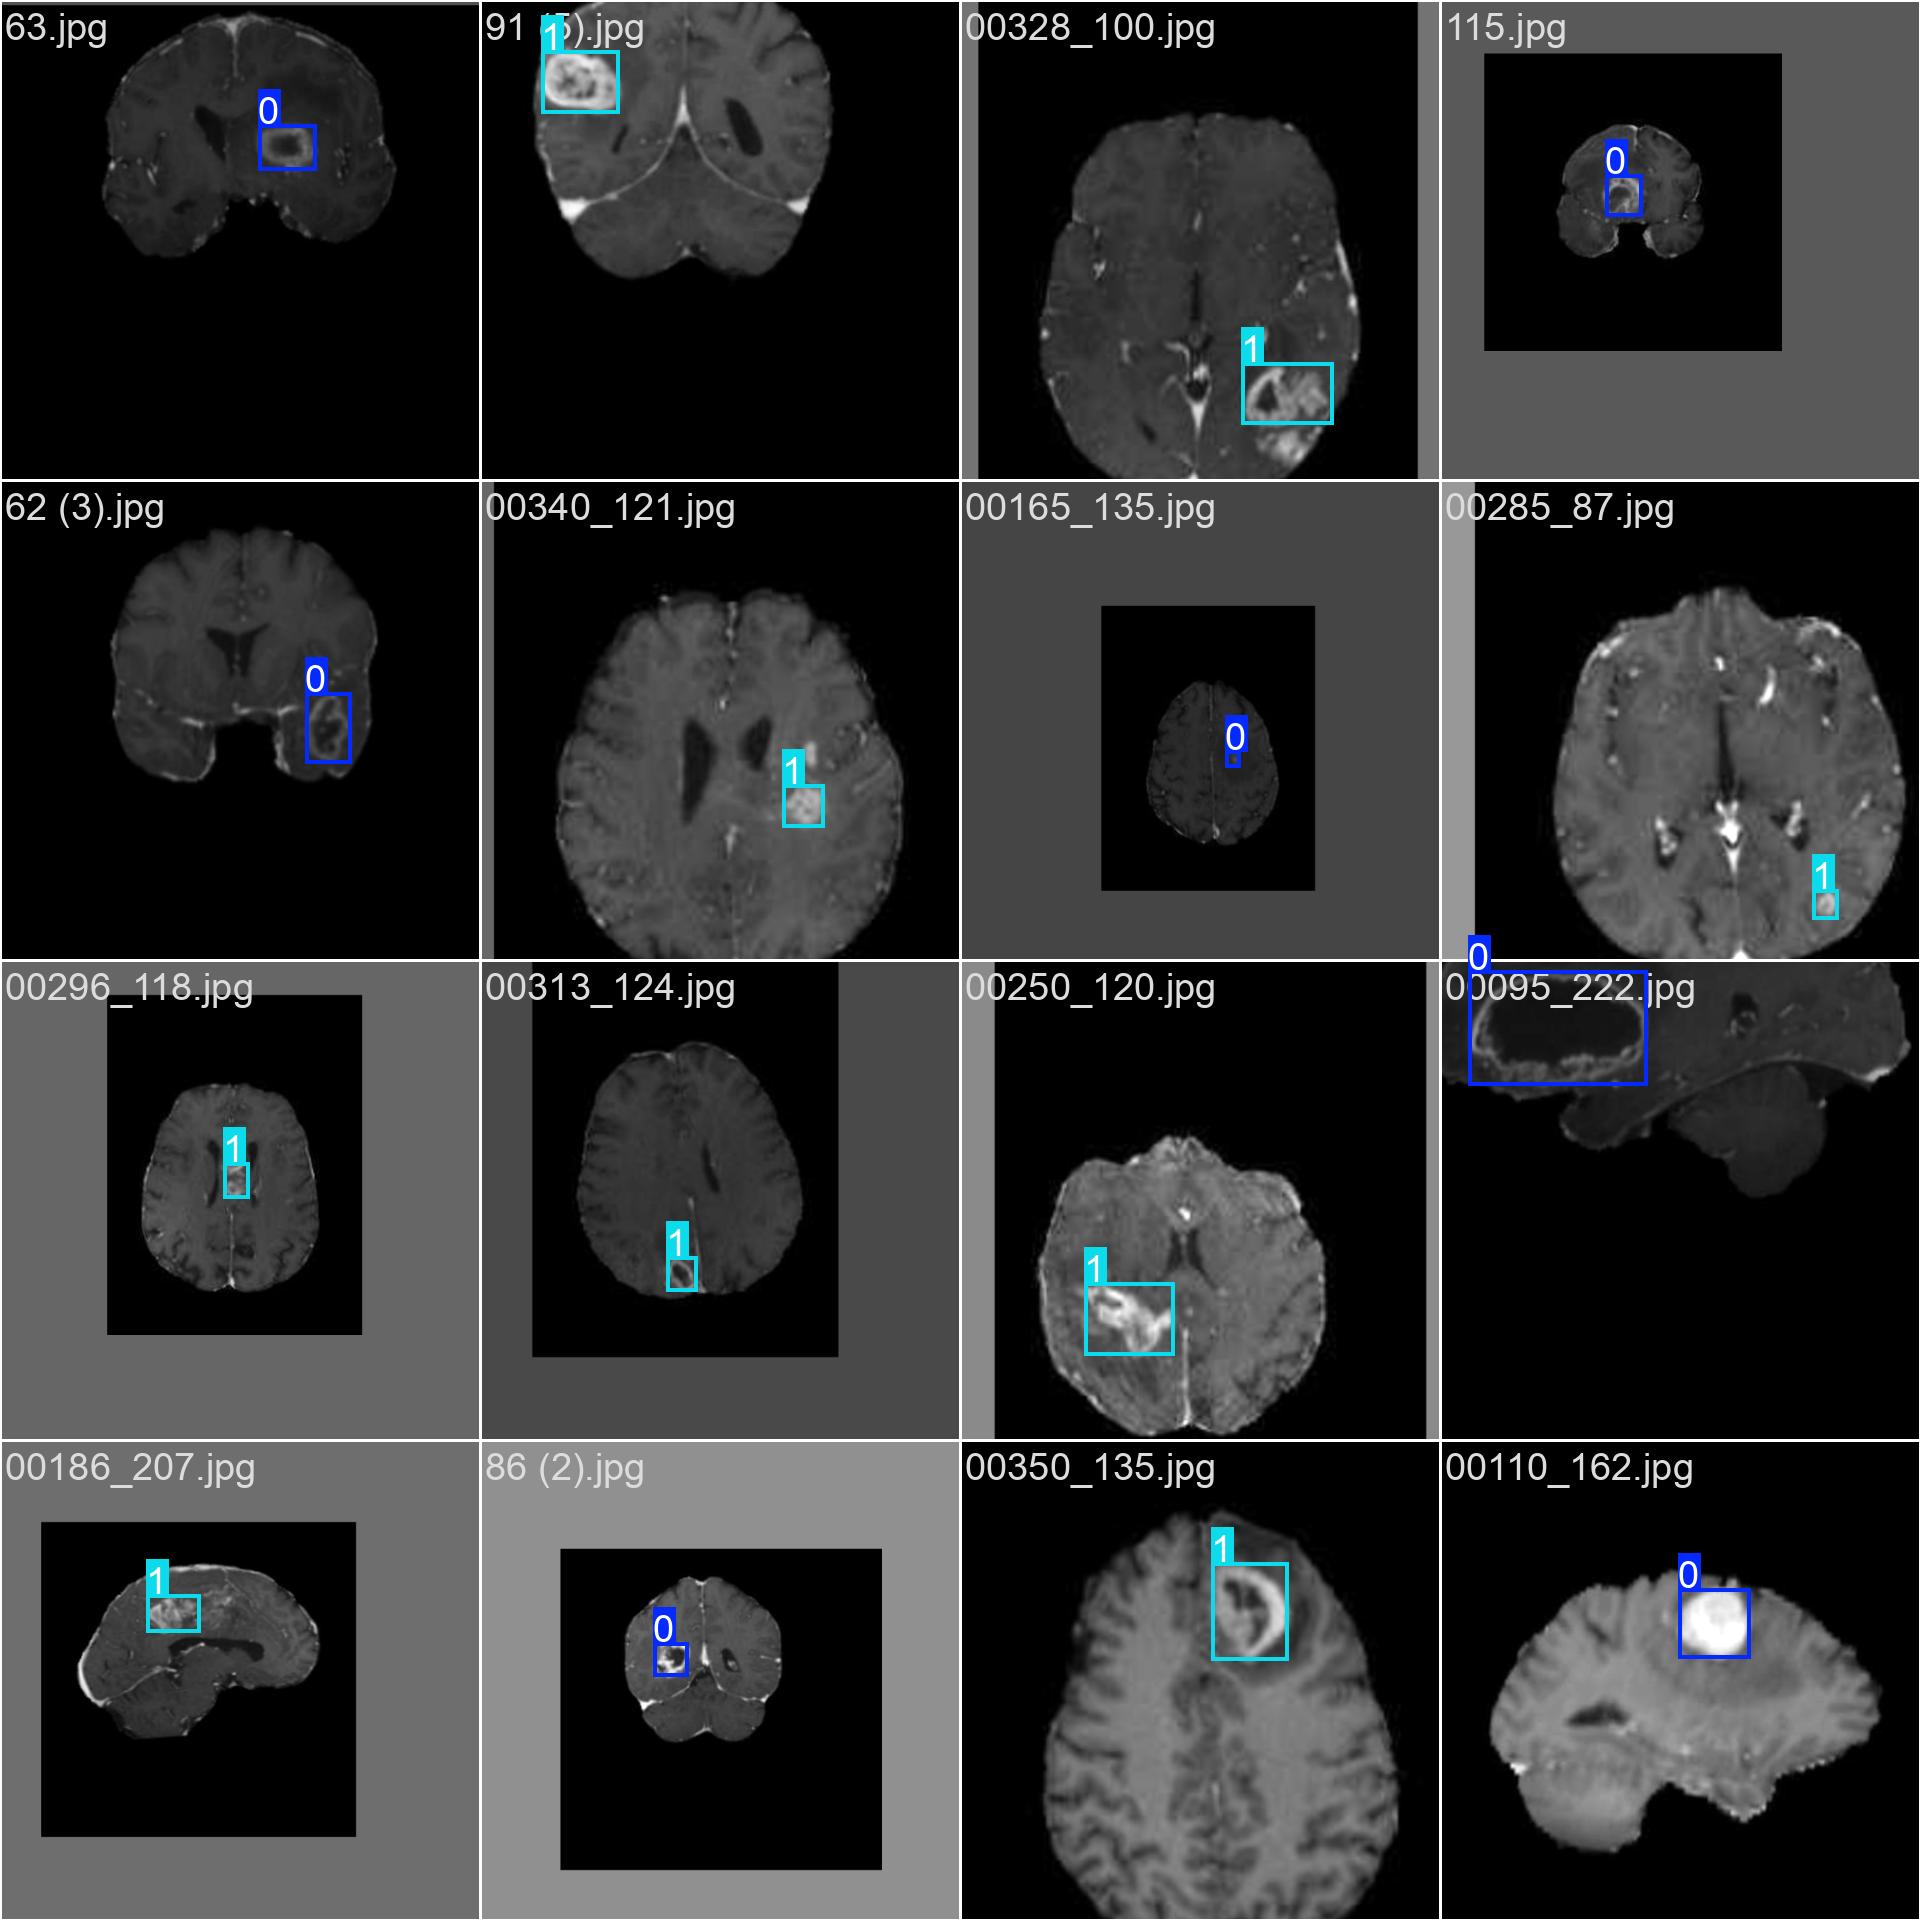 63.jpg
0
91 (5).jpg
1
00328_100.jpg
1
115.jpg
0
62 (3).jpg
0
00340_121.jpg
1
00165_135.jpg
0
00285_87.jpg
1
00296_118.jpg
1
00313_124.jpg
1
00250_120.jpg
1
00095_222.jpg
0
00186_207.jpg
1
86 (2).jpg
0
00350_135.jpg
1
00110_162.jpg
0